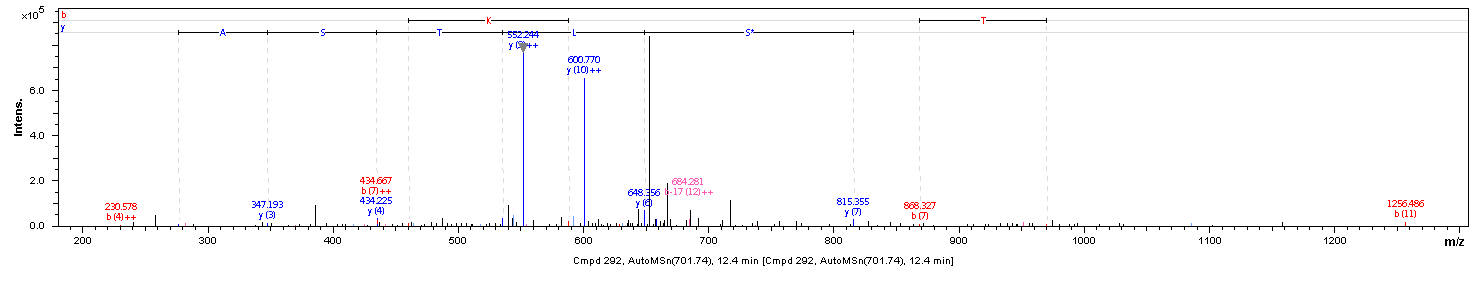 ×10⁵
b
y
K
T
A
S
T
L
S*
552.244
y (9)++
600.770
y (10)++
6.0
4.0
2.0
0.0
Intens.
434.667
b (7)++
434.225
y (4)
684.281
b-17 (12)++
648.356
y (6)
230.578
b (4)++
347.193
y (3)
815.355
y (7)
868.327
b (7)
1256.486
b (11)
200 300 400 500 600 700 800 900 1000 1100 1200 m/z
Cmpd 292, AutoMSn(701.74), 12.4 min [Cmpd 292, AutoMSn(701.74), 12.4 min]